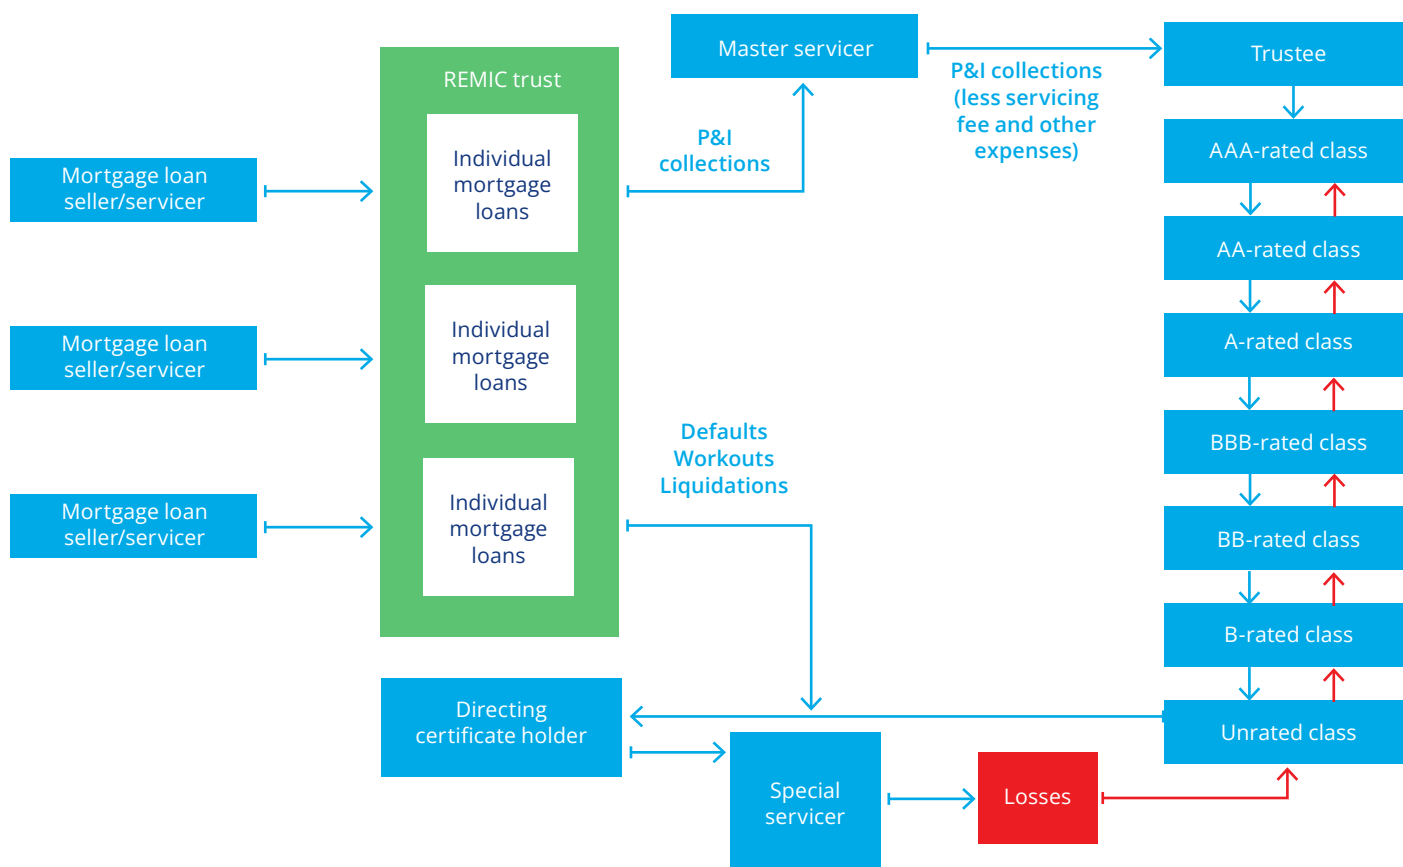 Master servicer
Trustee
REMIC trust
P&I collections
(less servicing
fee and other
expenses)
P&I
collections
Individual
mortgage
loans
AAA-rated class
Mortgage loan
seller/servicer
AA-rated class
Individual
mortgage
loans
Mortgage loan
seller/servicer
A-rated class
Defaults
Workouts
Liquidations
BBB-rated class
Individual
mortgage
loans
Mortgage loan
seller/servicer
BB-rated class
B-rated class
Directing
certificate holder
Unrated class
Special
servicer
Losses